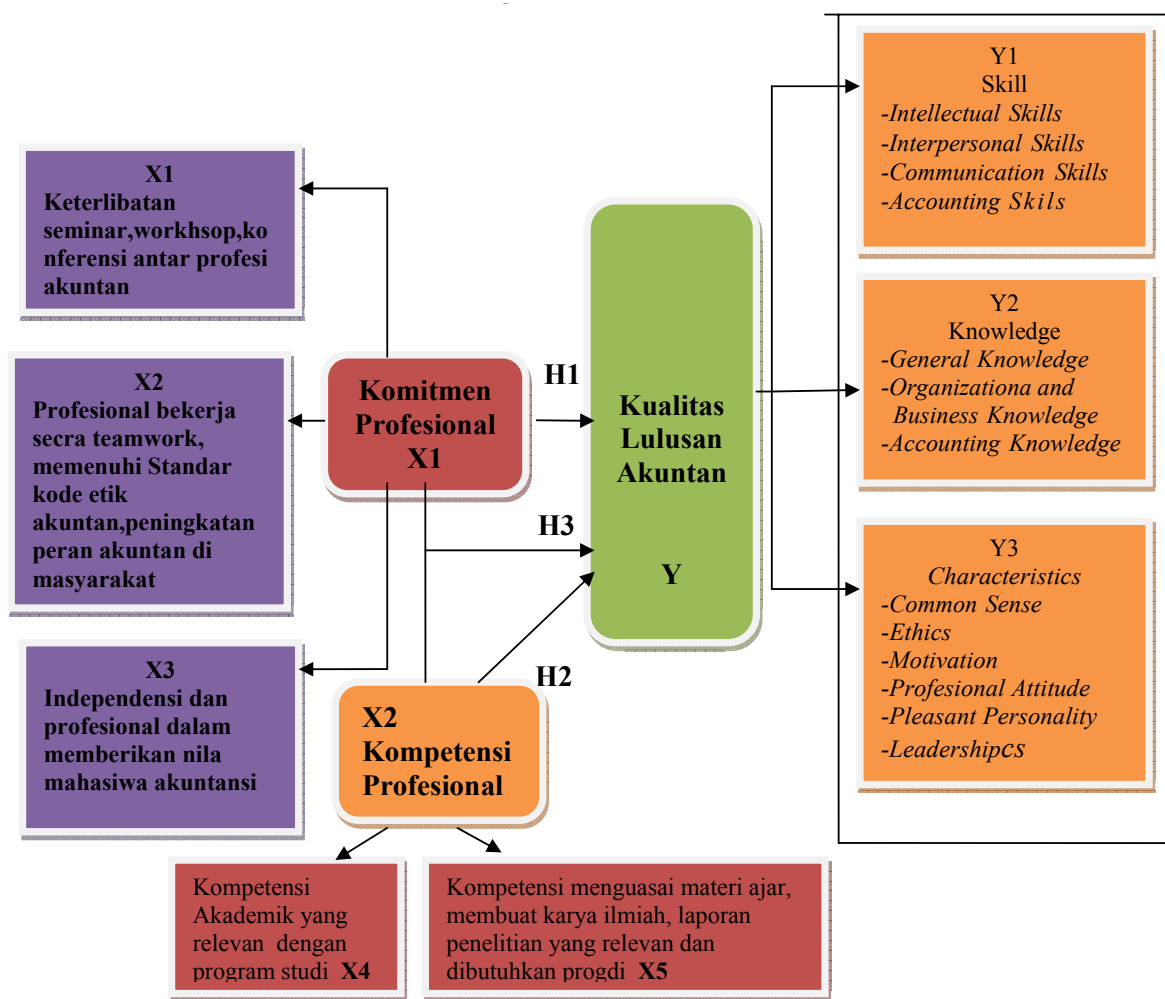 X1
Keterlibatan
seminar,workhsop,ko
nferensi antar profesi
akuntan
X2
Profesional bekerja
secra teamwork,
memenuhi Standar
kode etik
akuntan,peningkatan
peran akuntan di
masyarakat
X3
Independensi dan
profesional dalam
memberikan nila
mahasiwa akuntansi
Komitmen
Profesional
X1
H1
H3
H2
X2
Kompetensi
Profesional
Kompetensi
Akademik yang
relevan dengan
program studi X4
Kompetensi menguasai materi ajar,
membuat karya ilmiah, laporan
penelitian yang relevan dan
dibutuhkan progdi X5
Kualitas
Lulusan
Akuntan
Y
Y1
Skill
-Intellectual Skills
-Interpersonal Skills
-Communication Skills
-Accounting Skils
Y2
Knowledge
-General Knowledge
-Organizationa and
Business Knowledge
-Accounting Knowledge
Y3
Characteristics
-Common Sense
-Ethics
-Motivation
-Profesional Attitude
-Pleasant Personality
-Leadershipcs